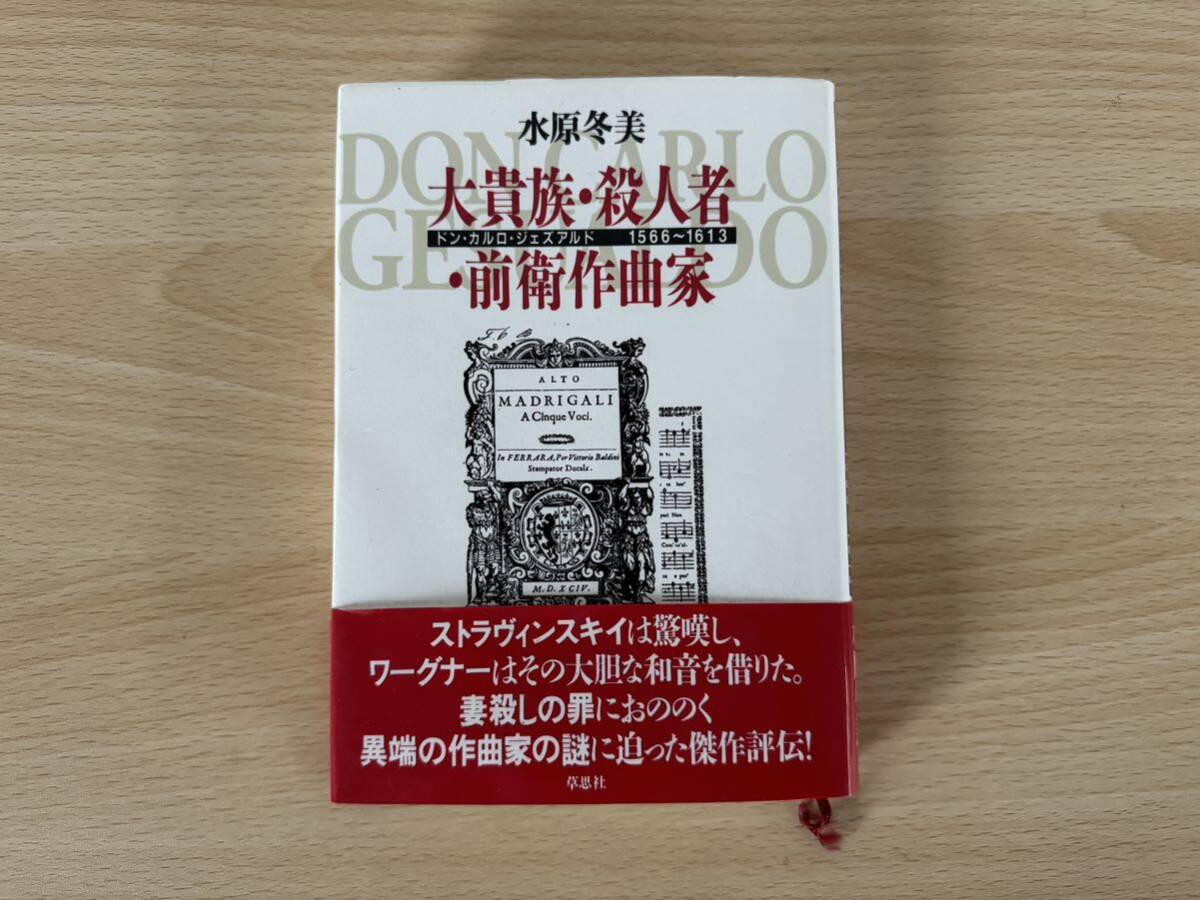 水原冬美
DON CARLO
GESUALDO
大貴族・殺人者
ドン・カルロ・ジェズアルド 1566〜1613
・前衛作曲家
ALTO
MADRIGALI
A Cinque Voci.
In FERRARA, Per Vittorio Baldini
Stampator Ducale.
M. D. XCIV.
ストラヴィンスキイは驚嘆し、
ワーグナーはその大胆な和音を借りた。
妻殺しの罪におののく
異端の作曲家の謎に迫った傑作評伝!
草思社